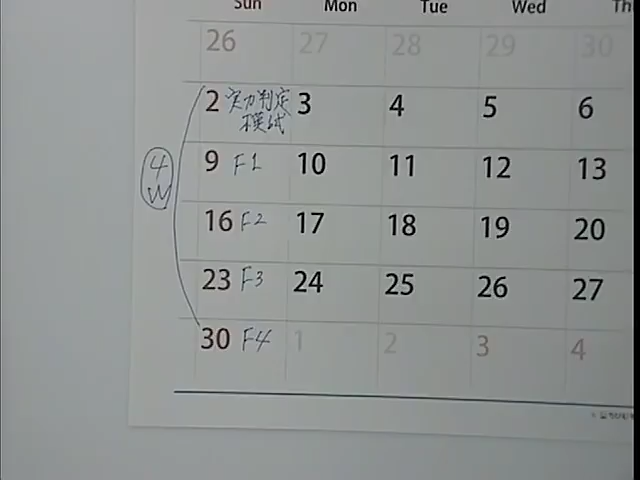 Sun Mon Tue Wed Th
26 27 28 29 30
2 実力判定 3 4 5 6
模試
9 F1 10 11 12 13
4W
16 F2 17 18 19 20
23 F3 24 25 26 27
30 F4 1 2 3 4